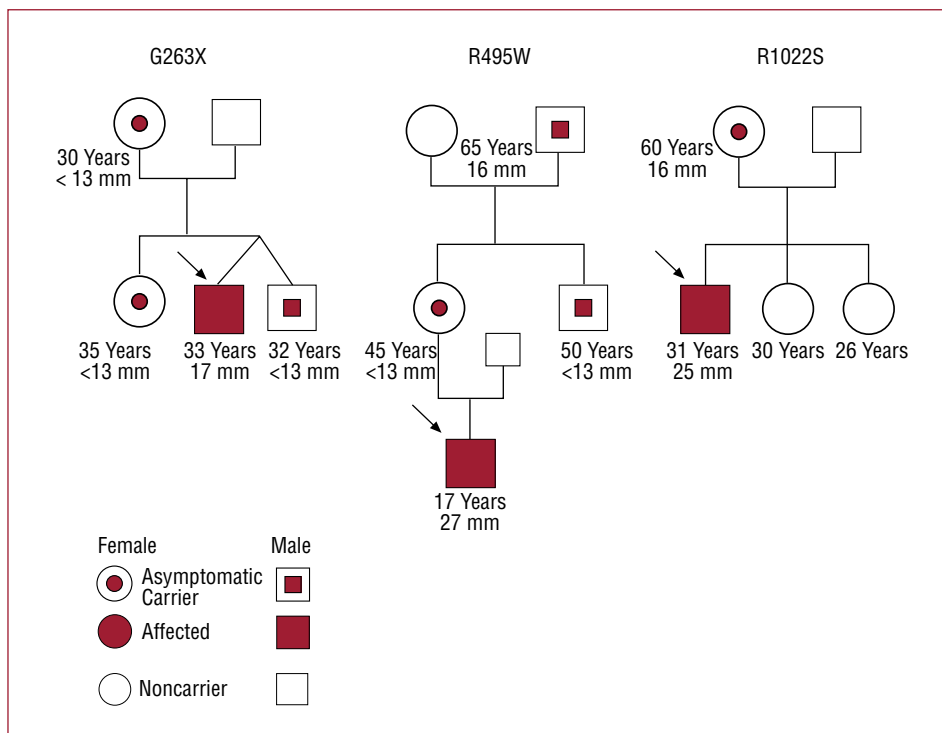 G263X
R495W
R1022S
30 Years
< 13 mm
65 Years
16 mm
60 Years
16 mm
35 Years
<13 mm
33 Years
17 mm
32 Years
<13 mm
45 Years
<13 mm
50 Years
<13 mm
31 Years
25 mm
30 Years
26 Years
17 Years
27 mm
Female
Male
Asymptomatic
Carrier
Affected
Noncarrier